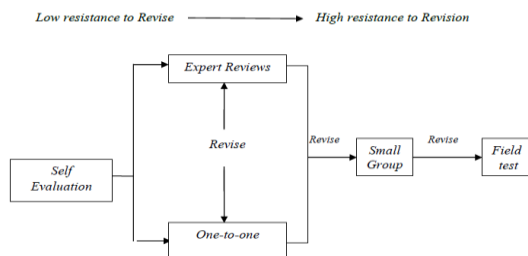 Low resistance to Revise
High resistance to Revision
Expert Reviews
Revise
Self
Evaluation
One-to-one
Revise
Small
Group
Revise
Field
test